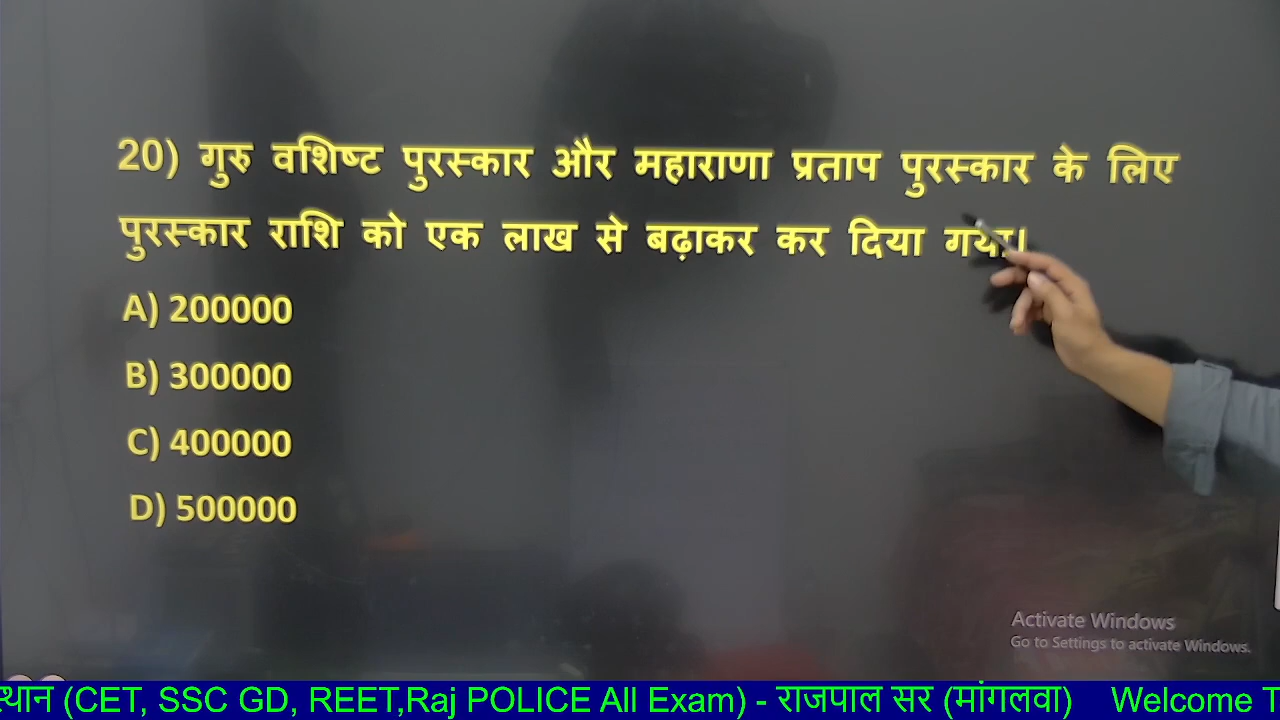 20) गुरु वशिष्ट पुरस्कार और महाराणा प्रताप पुरस्कार के लिए
पुरस्कार राशि को एक लाख से बढ़ाकर कर दिया गया।
A) 200000
B) 300000
C) 400000
D) 500000
Activate Windows
Go to Settings to activate Windows.
स्थान (CET, SSC GD, REET,Raj POLICE All Exam) - राजपाल सर (मांगलवा) Welcome T